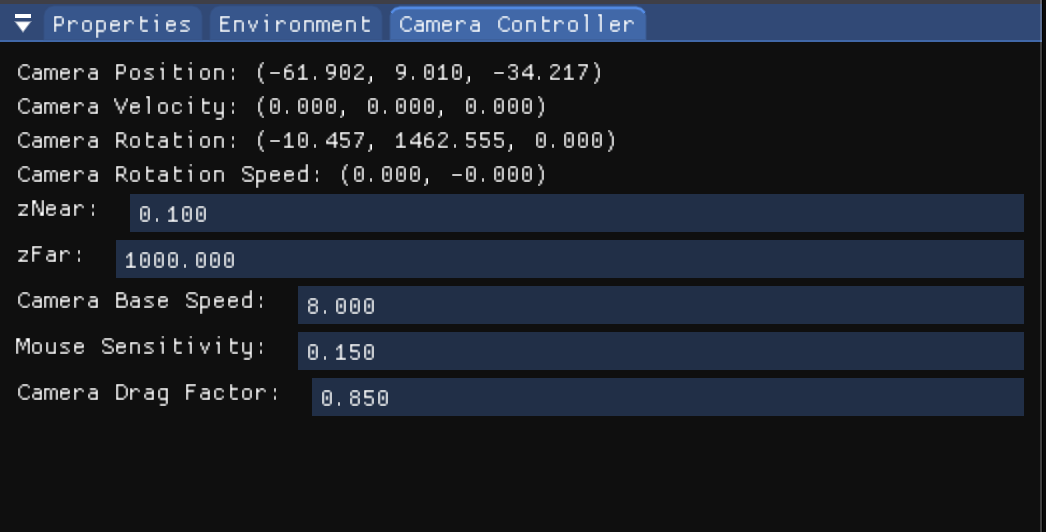 Properties Environment Camera Controller
Camera Position: (-61.902, 9.010, -34.217)
Camera Velocity: (0.000, 0.000, 0.000)
Camera Rotation: (-10.457, 1462.555, 0.000)
Camera Rotation Speed: (0.000, -0.000)
zNear: 0.100
zFar: 1000.000
Camera Base Speed: 8.000
Mouse Sensitivity: 0.150
Camera Drag Factor: 0.850